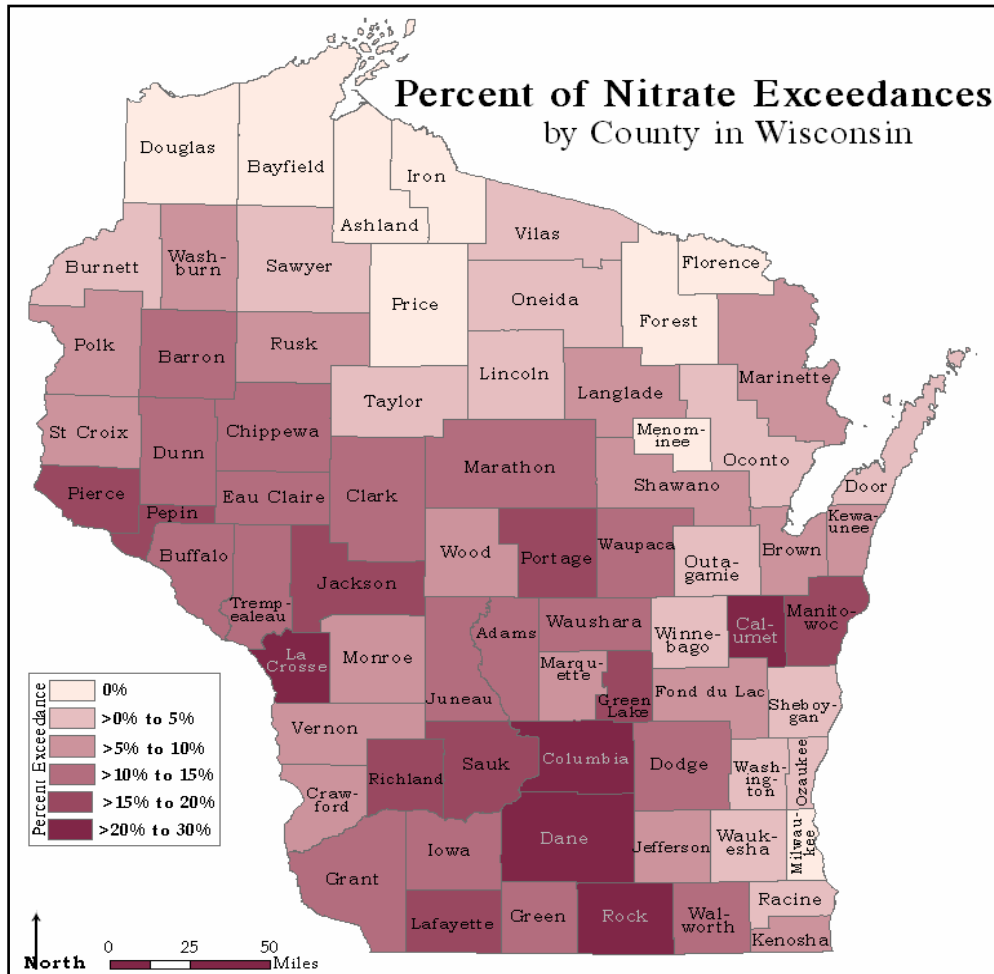 Percent of Nitrate Exceedances
by County in Wisconsin
Douglas
Bayfield
Iron
Ashland
Vilas
Florence
Burnett
Wash-
burn
Sawyer
Price
Oneida
Forest
Polk
Barron
Rusk
Lincoln
Langlade
Marinette
Taylor
St Croix
Dunn
Chippewa
Marathon
Menom-
inee
Oconto
Door
Pierce
Pepin
Eau Claire
Clark
Shawano
Kewa-
unee
Buffalo
Wood
Portage
Waupaca
Outa-
gamie
Brown
Jackson
Tremp-
ealeau
Adams
Waushara
Winne-
bago
Cal-
umet
Manito-
woc
La
Crosse
Monroe
Juneau
Marqu-
ette
Green
Lake
Fond du Lac
Sheboy-
gan
Vernon
Richland
Sauk
Columbia
Dodge
Wash-
ington
Ozaukee
Craw-
ford
Iowa
Dane
Jefferson
Wauk-
esha
Milwau-
kee
Grant
Lafayette
Green
Rock
Wal-
worth
Racine
Kenosha
Percent Exceedance
0%
>0% to 5%
>5% to 10%
>10% to 15%
>15% to 20%
>20% to 30%
0 25 50
North Miles